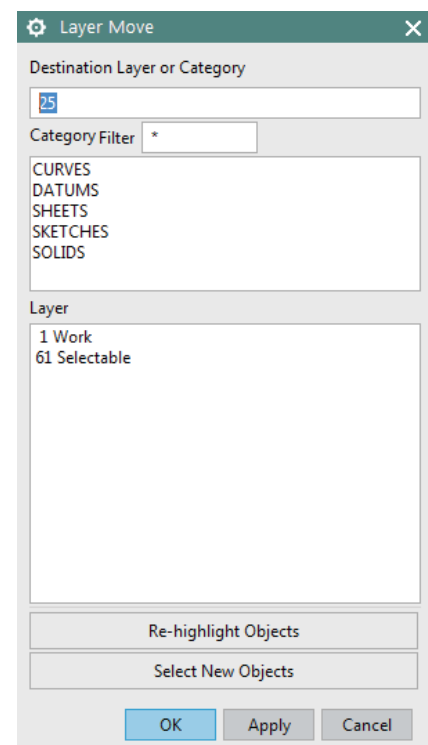 Layer Move
Destination Layer or Category
25
Category Filter *
CURVES
DATUMS
SHEETS
SKETCHES
SOLIDS
Layer
1 Work
61 Selectable
Re-highlight Objects
Select New Objects
OK Apply Cancel